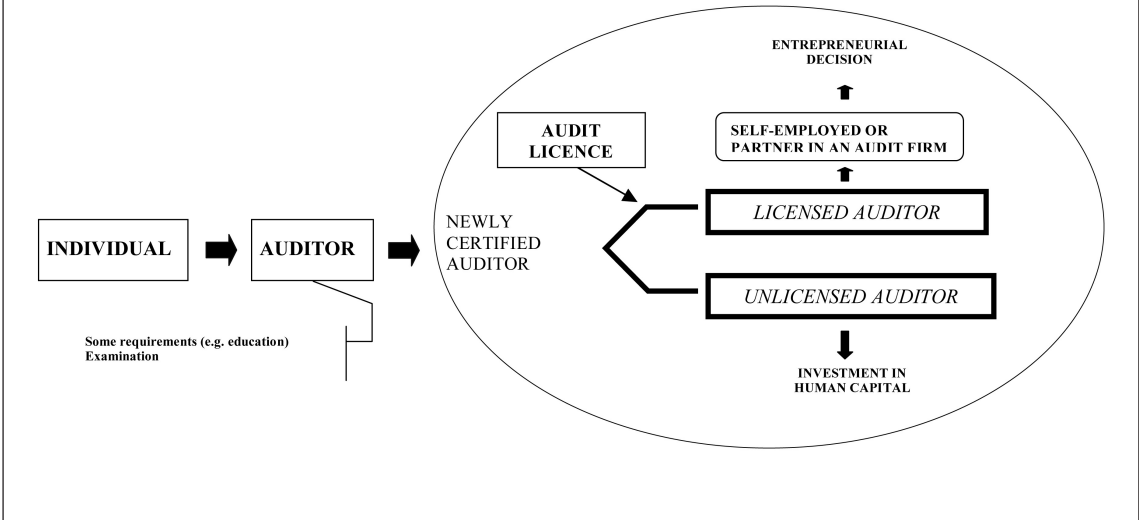 ENTREPRENEURIAL
DECISION
SELF-EMPLOYED OR
PARTNER IN AN AUDIT FIRM
AUDIT
LICENCE
LICENSED AUDITOR
NEWLY
CERTIFIED
AUDITOR
INDIVIDUAL
AUDITOR
UNLICENSED AUDITOR
Some requirements (e.g. education)
Examination
INVESTMENT IN
HUMAN CAPITAL